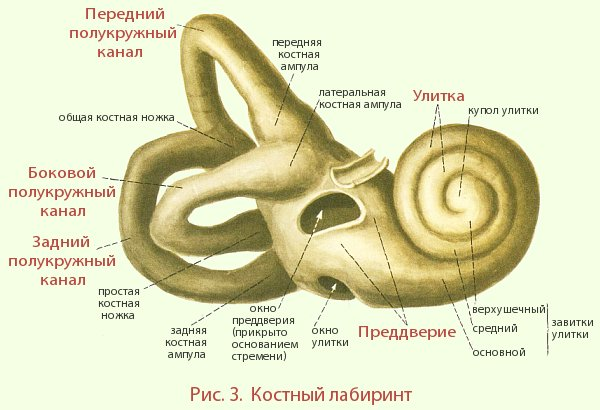 Передний
полукружный
канал
передняя
костная
ампула
латеральная
костная ампула
Улитка
купол улитки
общая костная ножка
Боковой
полукружный
канал
Задний
полукружный
канал
простая
костная
ножка
задняя
костная
ампула
окно
преддверия
(прикрыто
основанием
стремени)
окно
улитки
Преддверие
верхушечный
средний
основной
завитки
улитки
Рис. 3. Костный лабиринт